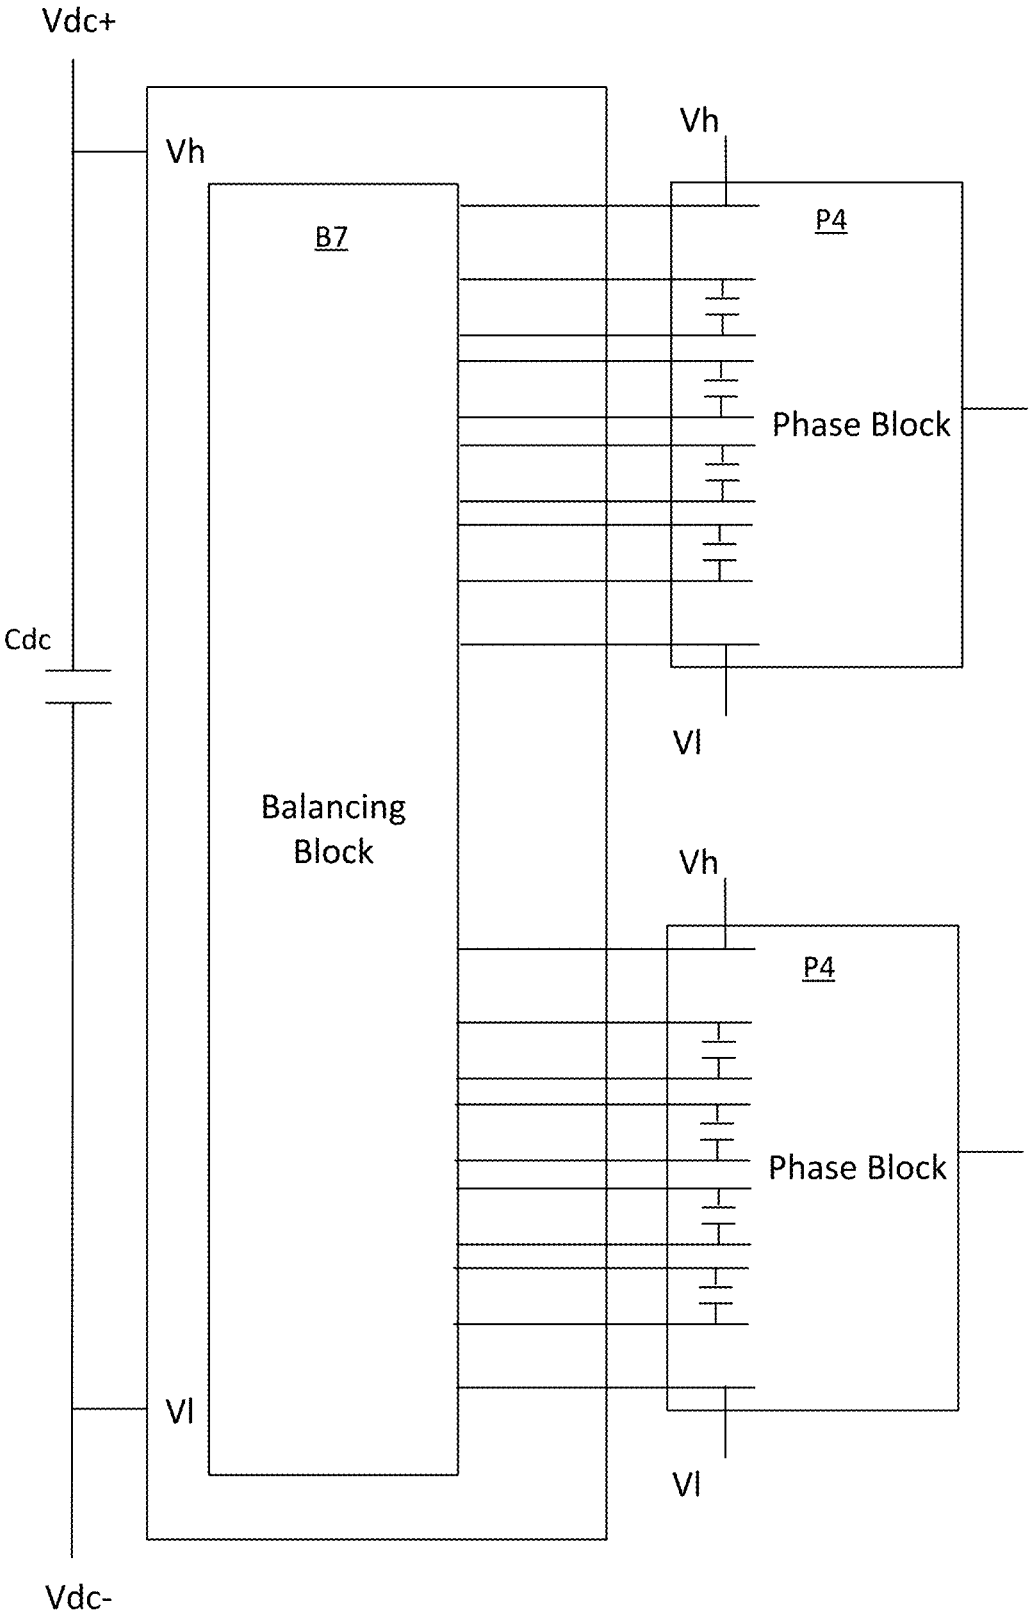 Vdc+
Vh
Vh
B7
P4
Phase Block
Cdc
Vl
Balancing
Block
Vh
P4
Phase Block
Vl
Vl
Vdc-